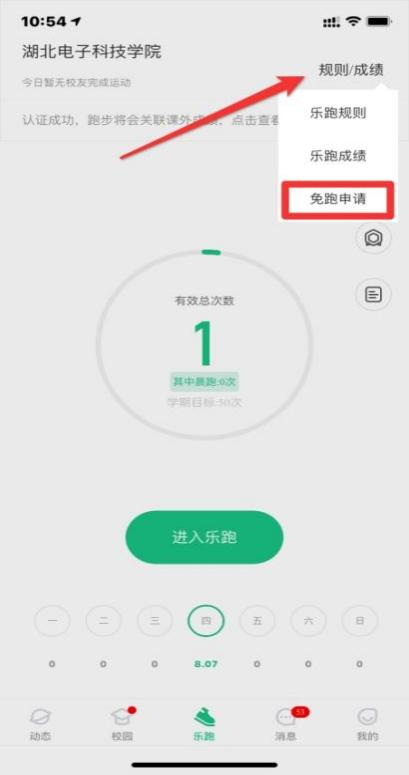 10:54
湖北电子科技学院
规则/成绩
今日暂无校友完成运动
认证成功，跑步将会关联课外成绩，点击查看
乐跑规则
乐跑成绩
免跑申请
有效总次数
1
其中晨跑:0次
学期目标:50次
进入乐跑
一 二 三 四 五 六 日
0 0 0 8.07 0 0 0
53
动态 校园 乐跑 消息 我的